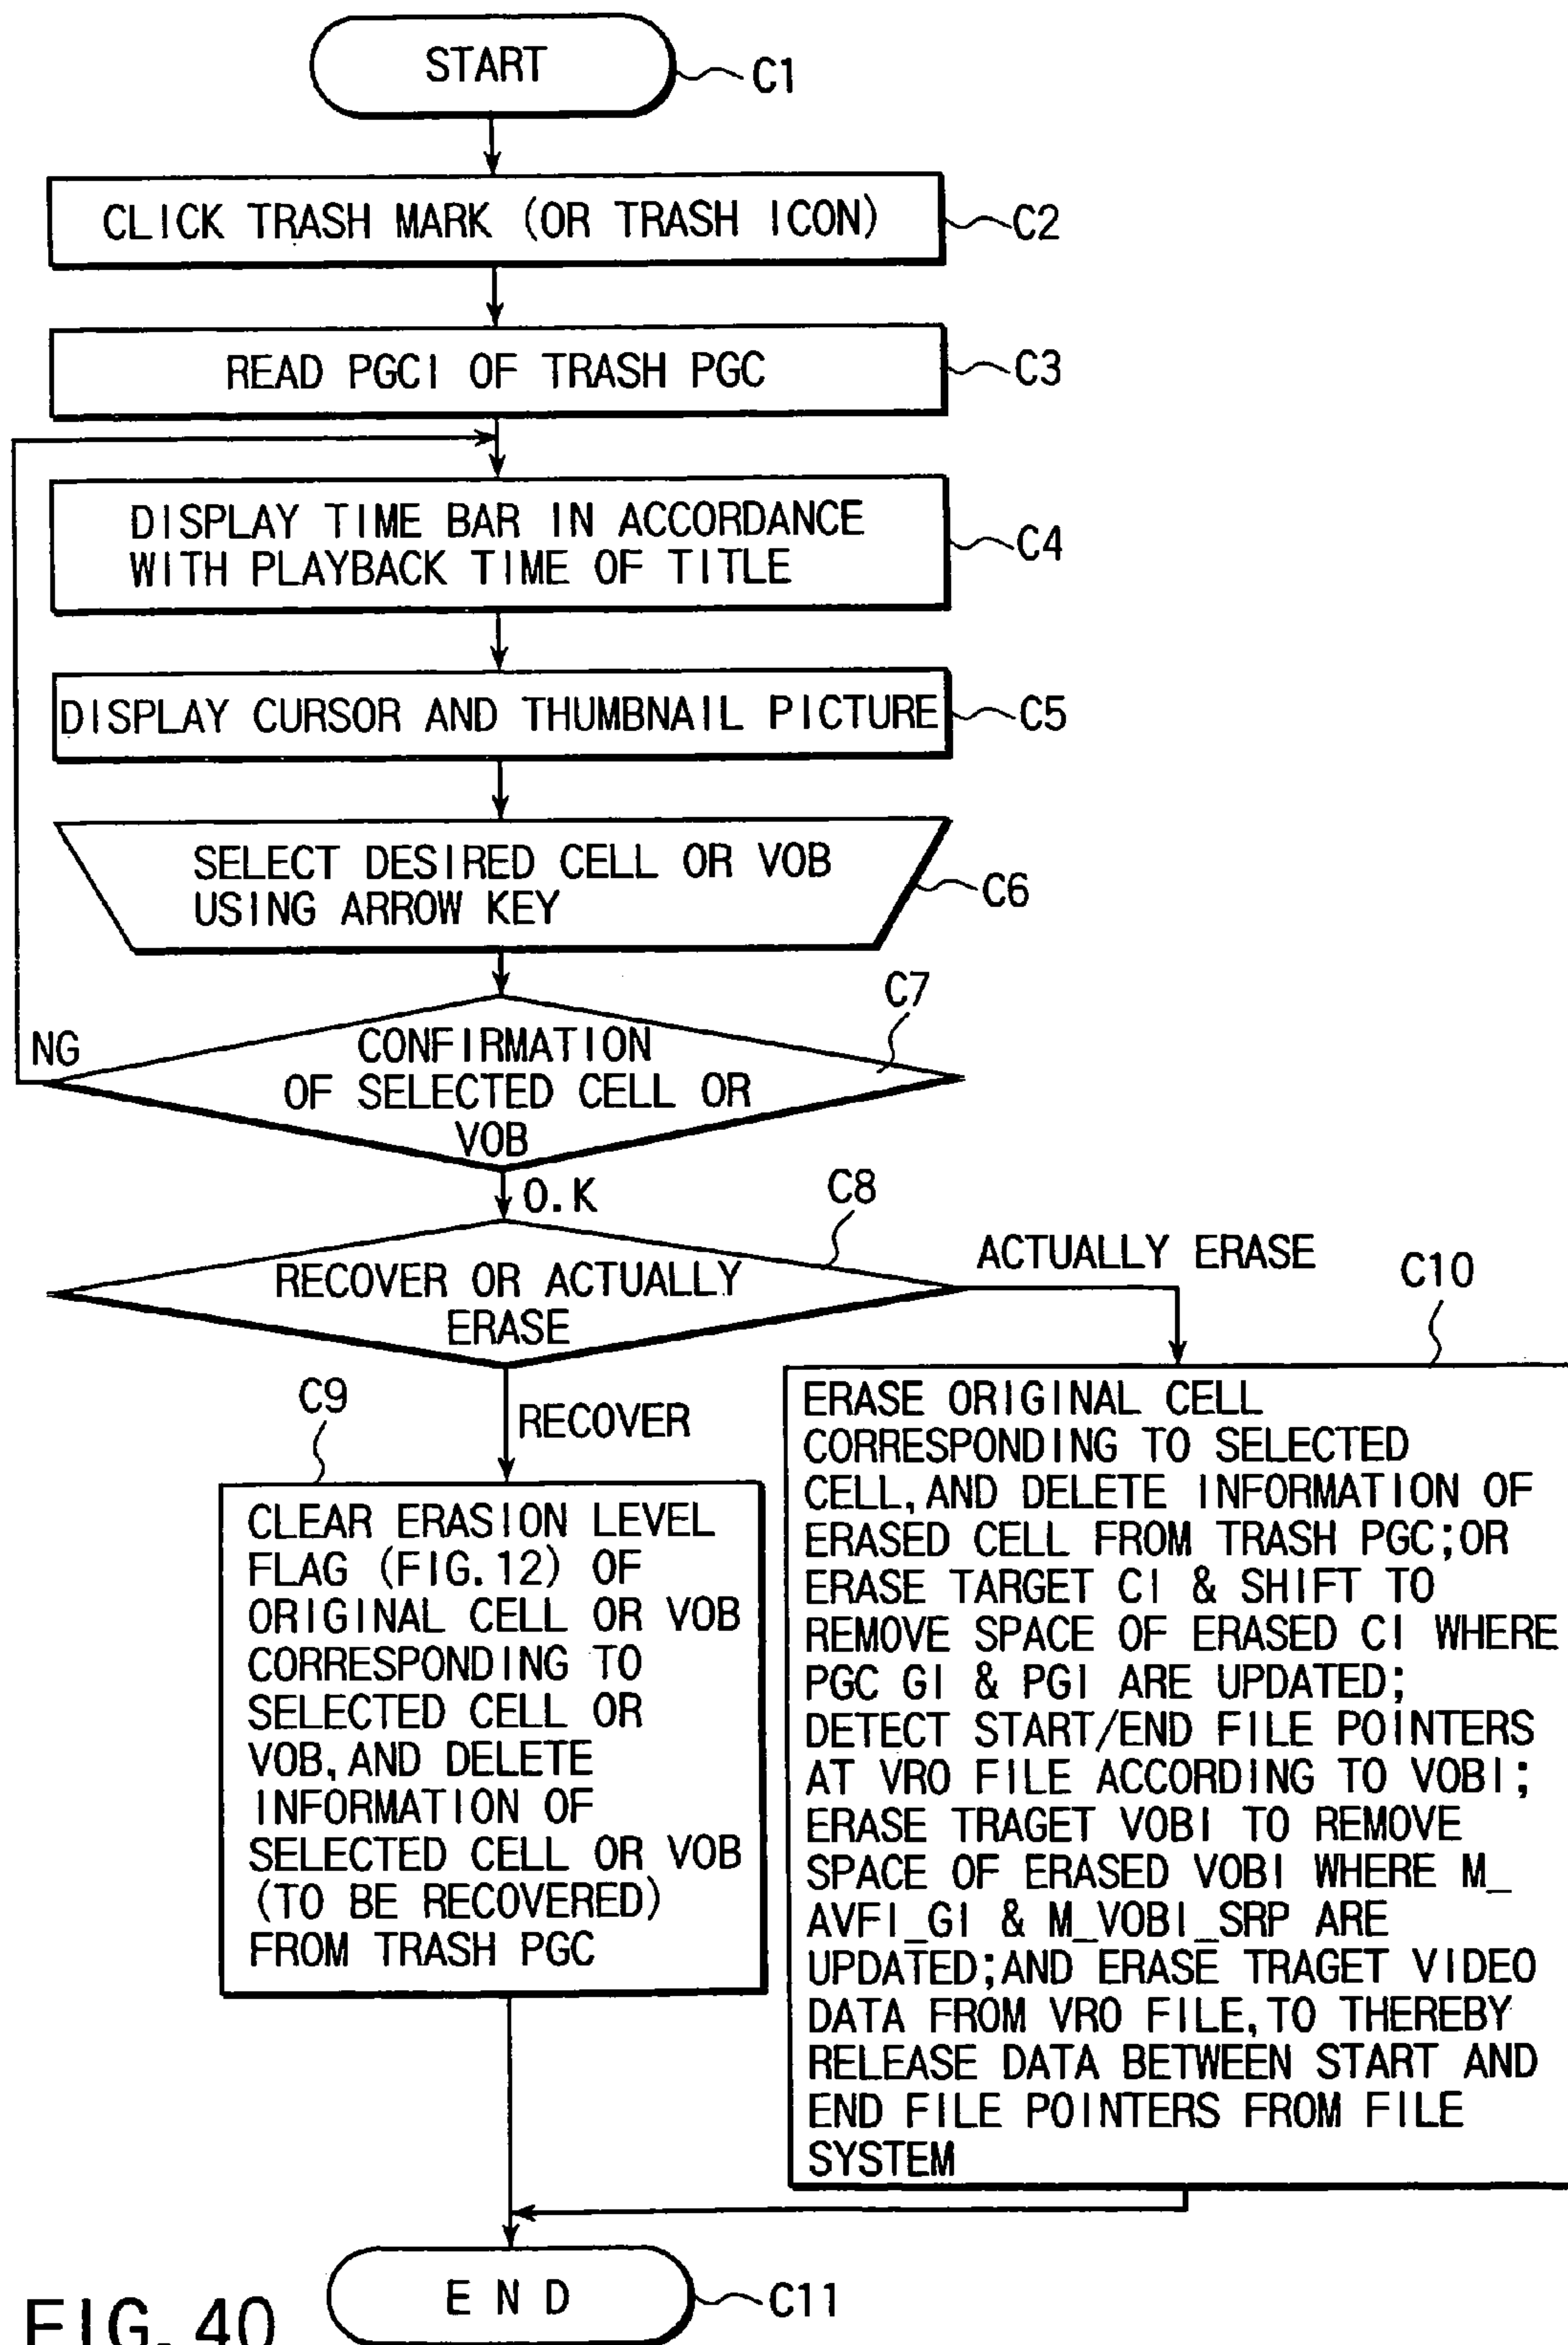 START
C1
CLICK TRASH MARK (OR TRASH ICON)
C2
READ PGCI OF TRASH PGC
C3
DISPLAY TIME BAR IN ACCORDANCE
WITH PLAYBACK TIME OF TITLE
C4
DISPLAY CURSOR AND THUMBNAIL PICTURE
C5
SELECT DESIRED CELL OR VOB
USING ARROW KEY
C6
C7
NG
CONFIRMATION
OF SELECTED CELL OR
VOB
O.K
C8
RECOVER OR ACTUALLY
ERASE
ACTUALLY ERASE
C10
C9
RECOVER
CLEAR ERASION LEVEL
FLAG (FIG.12) OF
ORIGINAL CELL OR VOB
CORRESPONDING TO
SELECTED CELL OR
VOB, AND DELETE
INFORMATION OF
SELECTED CELL OR VOB
(TO BE RECOVERED)
FROM TRASH PGC
ERASE ORIGINAL CELL
CORRESPONDING TO SELECTED
CELL, AND DELETE INFORMATION OF
ERASED CELL FROM TRASH PGC;OR
ERASE TARGET CI & SHIFT TO
REMOVE SPACE OF ERASED CI WHERE
PGC GI & PGI ARE UPDATED;
DETECT START/END FILE POINTERS
AT VRO FILE ACCORDING TO VOBI;
ERASE TRAGET VOBI TO REMOVE
SPACE OF ERASED VOBI WHERE M_
AVFI_GI & M_VOBI_SRP ARE
UPDATED;AND ERASE TRAGET VIDEO
DATA FROM VRO FILE, TO THEREBY
RELEASE DATA BETWEEN START AND
END FILE POINTERS FROM FILE
SYSTEM
END
C11
FIG. 40